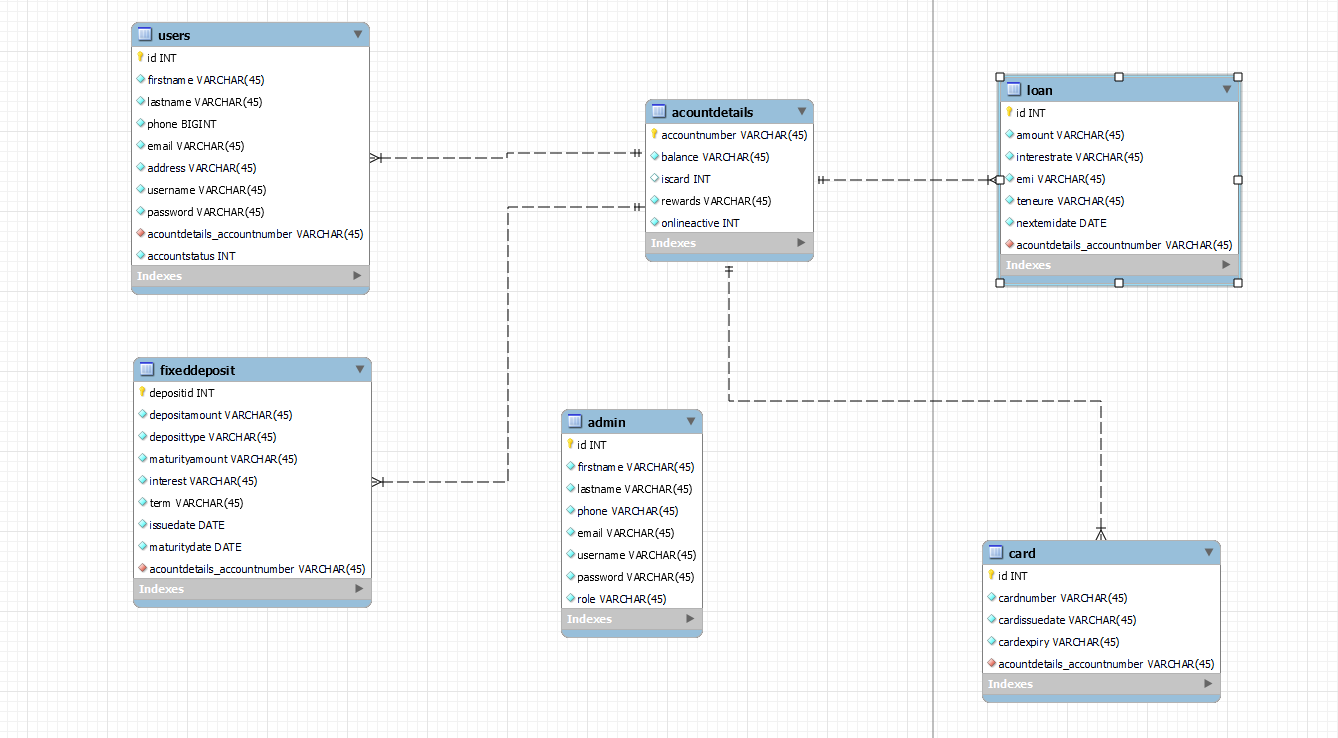 users
id INT
firstname VARCHAR(45)
lastname VARCHAR(45)
phone BIGINT
email VARCHAR(45)
address VARCHAR(45)
username VARCHAR(45)
password VARCHAR(45)
acountdetails_accountnumber VARCHAR(45)
accountstatus INT
Indexes
acountdetails
accountnumber VARCHAR(45)
balance VARCHAR(45)
iscard INT
rewards VARCHAR(45)
onlineactive INT
Indexes
loan
id INT
amount VARCHAR(45)
interestrate VARCHAR(45)
emi VARCHAR(45)
teneure VARCHAR(45)
nextemidate DATE
acountdetails_accountnumber VARCHAR(45)
Indexes
fixeddeposit
depositid INT
depositamount VARCHAR(45)
deposittype VARCHAR(45)
maturityamount VARCHAR(45)
interest VARCHAR(45)
term VARCHAR(45)
issuedate DATE
maturitydate DATE
acountdetails_accountnumber VARCHAR(45)
Indexes
admin
id INT
firstname VARCHAR(45)
lastname VARCHAR(45)
phone VARCHAR(45)
email VARCHAR(45)
username VARCHAR(45)
password VARCHAR(45)
role VARCHAR(45)
Indexes
card
id INT
cardnumber VARCHAR(45)
cardissuedate VARCHAR(45)
cardexpiry VARCHAR(45)
acountdetails_accountnumber VARCHAR(45)
Indexes